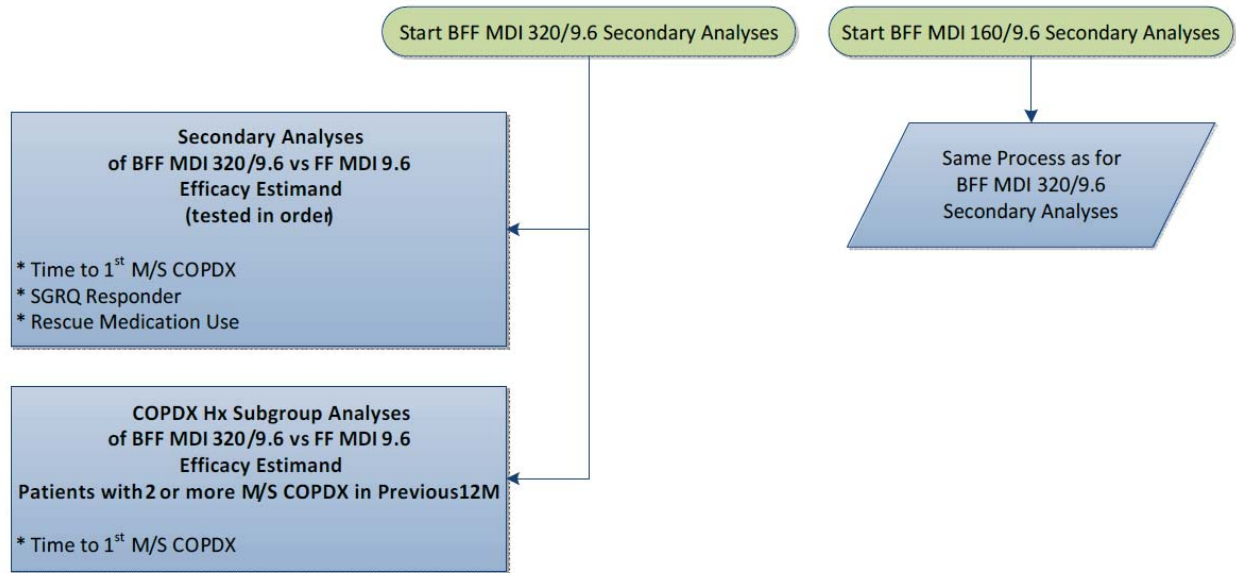 Start BFF MDI 320/9.6 Secondary Analyses
Start BFF MDI 160/9.6 Secondary Analyses
Secondary Analyses
of BFF MDI 320/9.6 vs FF MDI 9.6
Efficacy Estimand
(tested in order)
* Time to 1st M/S COPDX
* SGRQ Responder
* Rescue Medication Use
Same Process as for
BFF MDI 320/9.6
Secondary Analyses
COPDX Hx Subgroup Analyses
of BFF MDI 320/9.6 vs FF MDI 9.6
Efficacy Estimand
Patients with 2 or more M/S COPDX in Previous12M
* Time to 1st M/S COPDX